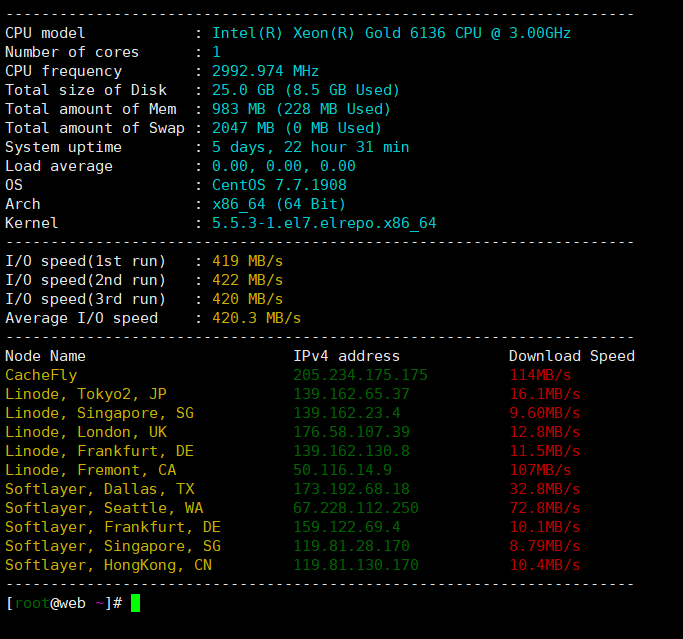 ----------------------------------------------------------------------
CPU model            : Intel(R) Xeon(R) Gold 6136 CPU @ 3.00GHz
Number of cores      : 1
CPU frequency        : 2992.974 MHz
Total size of Disk   : 25.0 GB (8.5 GB Used)
Total amount of Mem  : 983 MB (228 MB Used)
Total amount of Swap : 2047 MB (0 MB Used)
System uptime        : 5 days, 22 hour 31 min
Load average         : 0.00, 0.00, 0.00
OS                   : CentOS 7.7.1908
Arch                 : x86_64 (64 Bit)
Kernel               : 5.5.3-1.el7.elrepo.x86_64
----------------------------------------------------------------------
I/O speed(1st run)   : 419 MB/s
I/O speed(2nd run)   : 422 MB/s
I/O speed(3rd run)   : 420 MB/s
Average I/O speed    : 420.3 MB/s
----------------------------------------------------------------------
Node Name                       IPv4 address            Download Speed
CacheFly                        205.234.175.175         114MB/s
Linode, Tokyo2, JP              139.162.65.37           16.1MB/s
Linode, Singapore, SG           139.162.23.4            9.60MB/s
Linode, London, UK              176.58.107.39           12.8MB/s
Linode, Frankfurt, DE           139.162.130.8           11.5MB/s
Linode, Fremont, CA             50.116.14.9             107MB/s
Softlayer, Dallas, TX           173.192.68.18           32.8MB/s
Softlayer, Seattle, WA          67.228.112.250          72.8MB/s
Softlayer, Frankfurt, DE        159.122.69.4            10.1MB/s
Softlayer, Singapore, SG        119.81.28.170           8.79MB/s
Softlayer, HongKong, CN         119.81.130.170          10.4MB/s
----------------------------------------------------------------------
[root@web ~]#